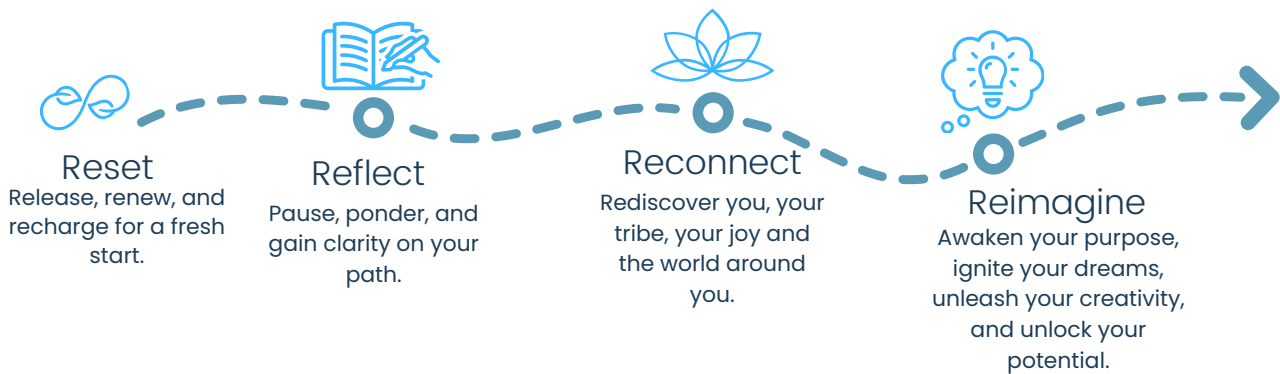 Reset
Release, renew, and
recharge for a fresh
start.
Reflect
Pause, ponder, and
gain clarity on your
path.
Reconnect
Rediscover you, your
tribe, your joy and
the world around
you.
Reimagine
Awaken your purpose,
ignite your dreams,
unleash your creativity,
and unlock your
potential.